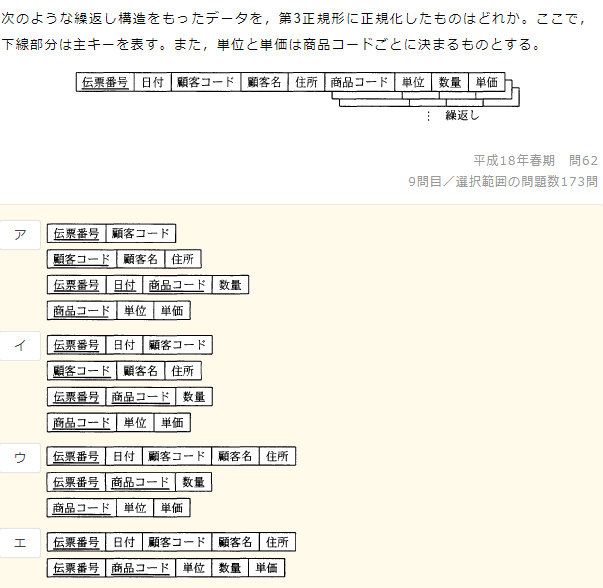 次のような繰返し構造をもったデータを，第3正規形に正規化したものはどれか。ここで，
下線部分は主キーを表す。また，単位と単価は商品コードごとに決まるものとする。
伝票番号 日付 顧客コード 顧客名 住所 商品コード 単位 数量 単価
⋮ 繰返し
平成18年春期　問62
9問目／選択範囲の問題数173問
ア 伝票番号 顧客コード
顧客コード 顧客名 住所
伝票番号 日付 商品コード 数量
商品コード 単位 単価
イ 伝票番号 日付 顧客コード
顧客コード 顧客名 住所
伝票番号 商品コード 数量
商品コード 単位 単価
ウ 伝票番号 日付 顧客コード 顧客名 住所
伝票番号 商品コード 数量
商品コード 単位 単価
エ 伝票番号 日付 顧客コード 顧客名 住所
伝票番号 商品コード 単位 数量 単価